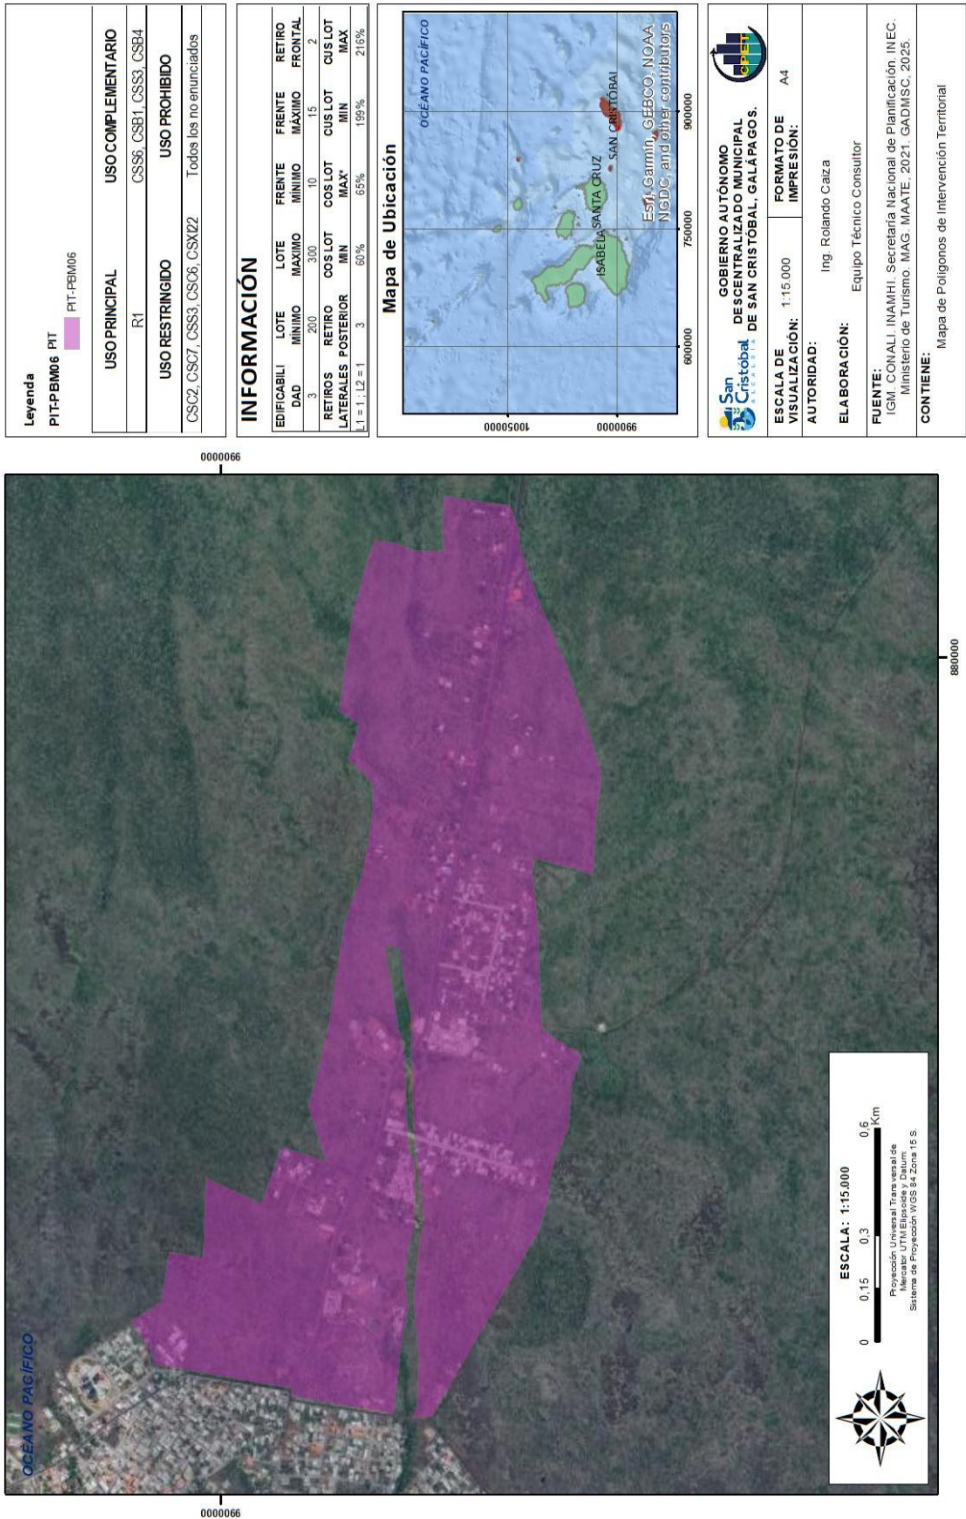 Leyenda
PIT-PBM06 PIT
PIT-PBM06
USO PRINCIPAL USO COMPLEMENTARIO
R1 CSS6, CSB1, CSS3, CSB4
USO RESTRINGIDO USO PROHIBIDO
CSC2, CSC7, CSS3, CSC6, CSXI22 Todos los no enunciados
INFORMACIÓN
EDIFICABILI LOTE LOTE FRENTE FRENTE RETIRO
DAD MÍNIMO MAXIMO MÍNIMO MÁXIMO FRONTAL
3 200 300 10 15 2
RETIROS RETIRO COS LOT COS LOT CUS LOT CUS LOT
LATERALES POSTERIOR MIN MAX* MIN MAX
L1 = 1 ; L2 = 1 3 60% 65% 199% 216%
Mapa de Ubicación
OCÉANO PACÍFICO
ISABELA
SANTA CRUZ
SAN CRISTÓBAL
Esri, Garmin, GEBCO, NOAA
NGDC, and other contributors
600000 750000 900000
10050000
9900000
San
Cristóbal
ALCALDÍA
GOBIERNO AUTÓNOMO
DESCENTRALIZADO MUNICIPAL
DE SAN CRISTÓBAL, GALÁPAGOS.
CPEIT
ESCALA DE
VISUALIZACIÓN: 1:15.000
FORMATO DE
IMPRESIÓN: A4
AUTORIDAD:
Ing. Rolando Caiza
ELABORACIÓN:
Equipo Técnico Consultor
FUENTE:
IGM. CONALI. INAMHI. Secretaría Nacional de Planificación. INEC.
Ministerio de Turismo. MAG. MAATE. 2021. GADMSC, 2025.
CONTIENE:
Mapa de Polígonos de Intervención Territorial
OCÉANO PACÍFICO
9900000
9900000
880000
ESCALA: 1:15.000
0 0,15 0,3 0,6
Km
Proyección Universal Transversal de
Mercator UTM Elipsoide y Datum:
Sistema de Proyección WGS 84 Zona 15 S.